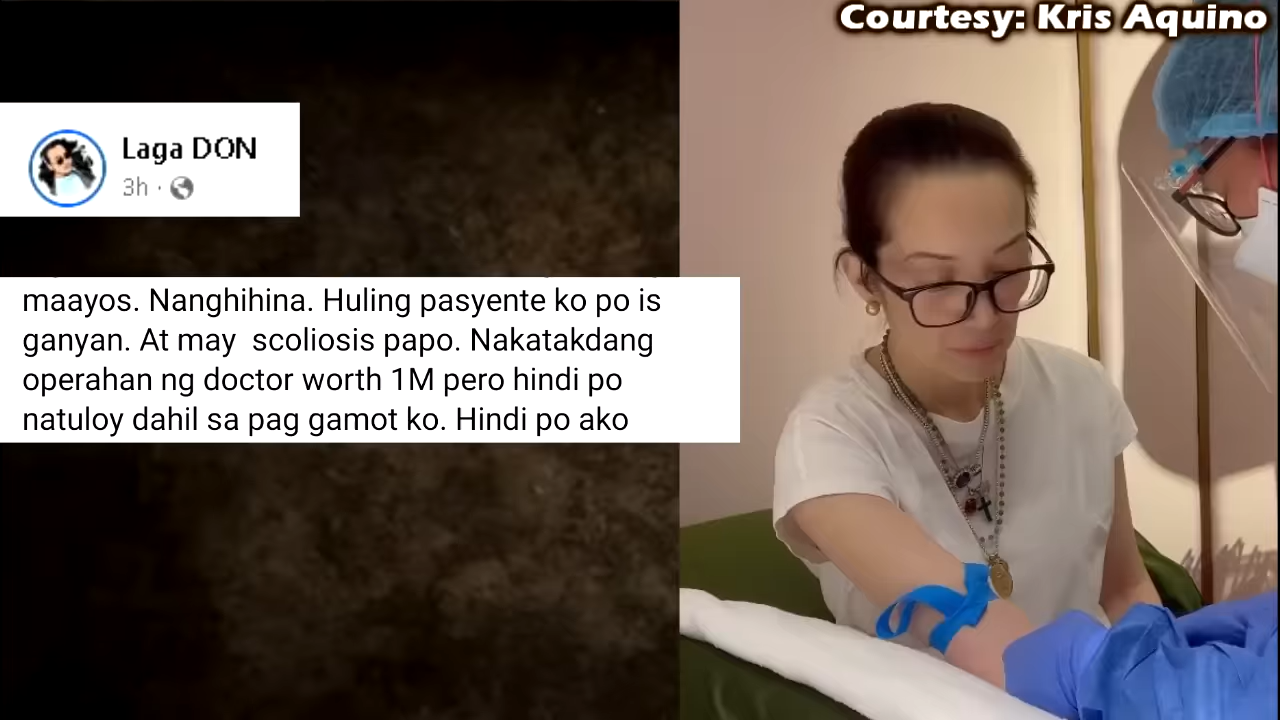 Courtesy: Kris Aquino
Laga DON
3h ·
maayos. Nanghihina. Huling pasyente ko po is
ganyan. At may scoliosis papo. Nakatakdang
operahan ng doctor worth 1M pero hindi po
natuloy dahil sa pag gamot ko. Hindi po ako